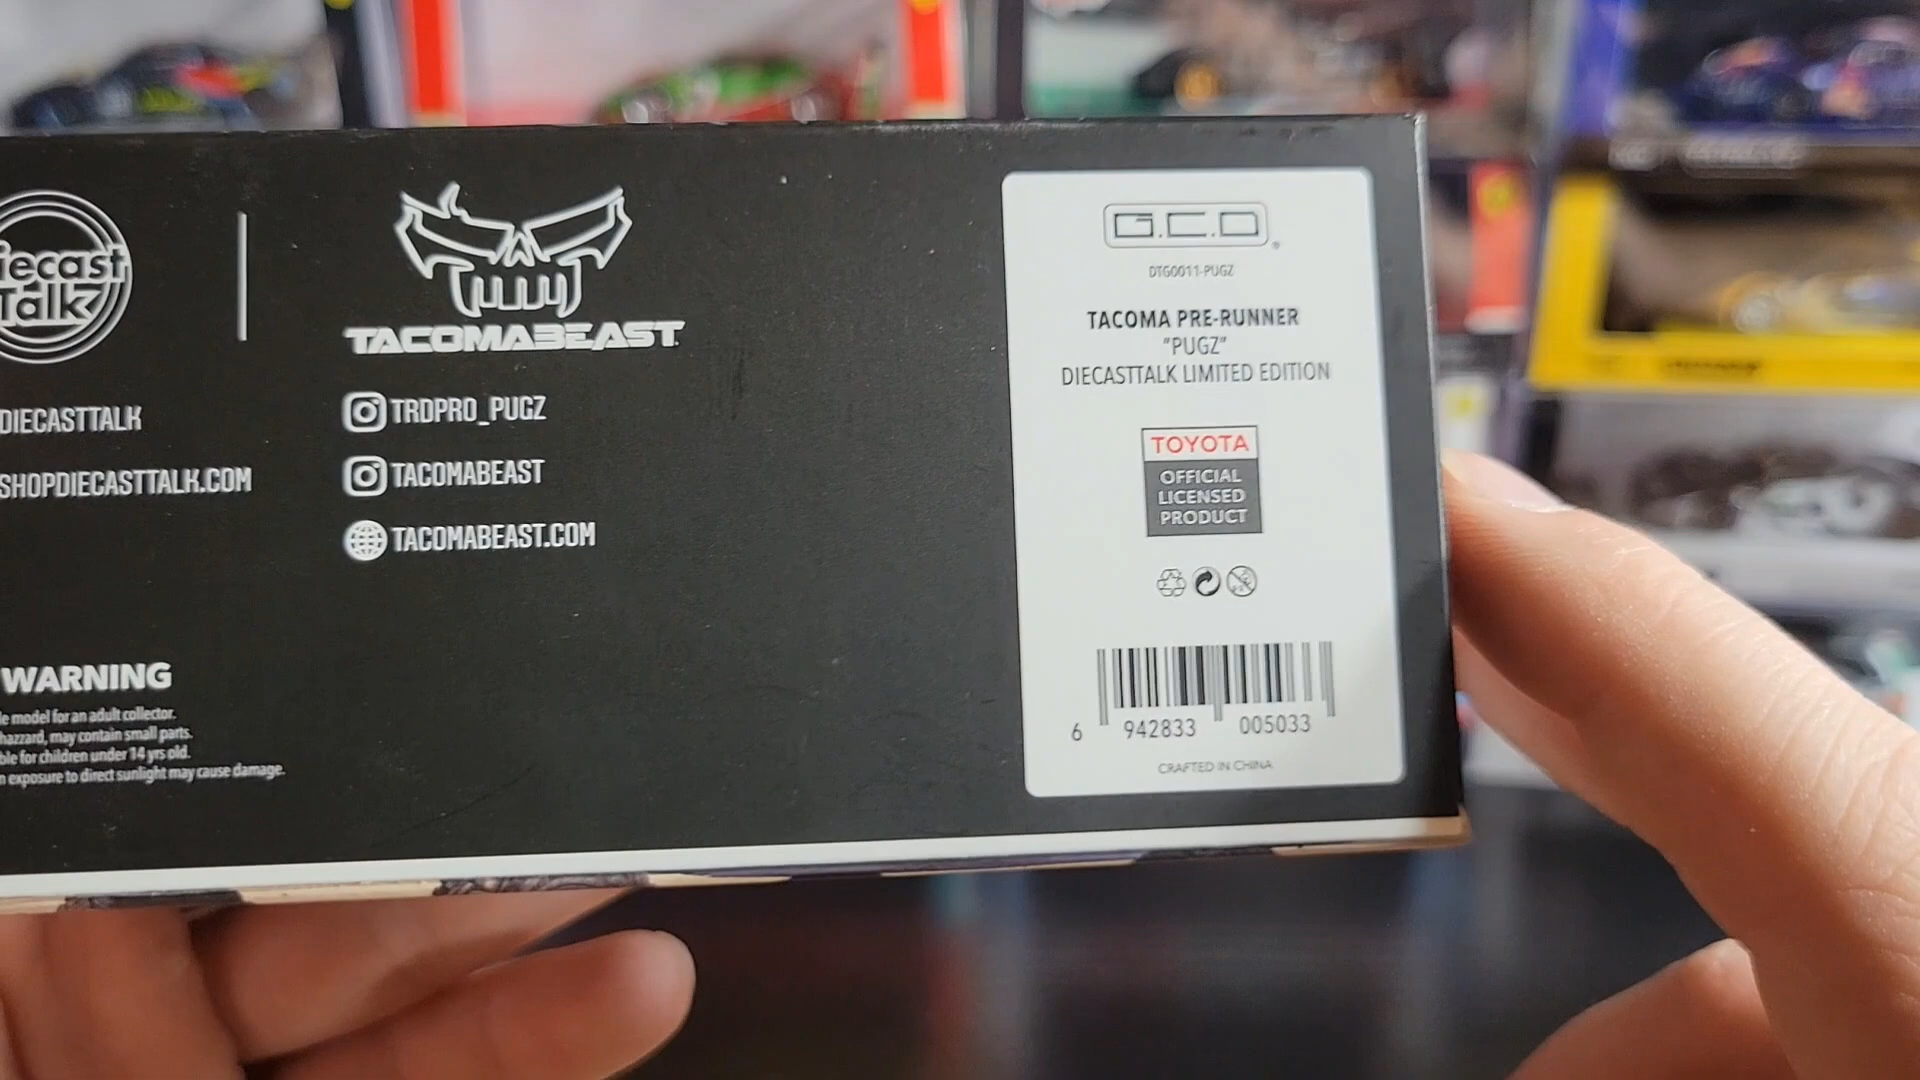 Diecast
Talk
DIECASTTALK
SHOPDIECASTTALK.COM
TACOMABEAST
TRDPRO_PUGZ
TACOMABEAST
TACOMABEAST.COM
WARNING
le model for an adult collector.
hazzard, may contain small parts.
ble for children under 14 yrs old.
n exposure to direct sunlight may cause damage.
G.C.D
®
DTG0011-PUGZ
TACOMA PRE-RUNNER
"PUGZ"
DIECASTTALK LIMITED EDITION
TOYOTA
OFFICIAL
LICENSED
PRODUCT
6 942833 005033
CRAFTED IN CHINA